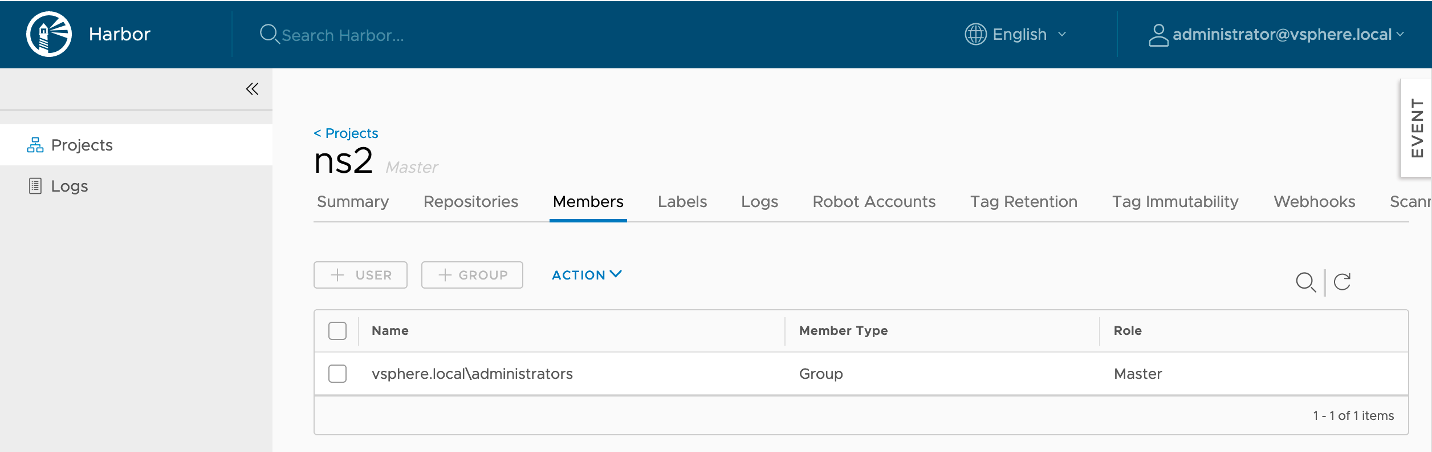 Harbor
Search Harbor...
English
administrator@vsphere.local
EVENT
Projects
Logs
< Projects
ns2 Master
Summary Repositories Members Labels Logs Robot Accounts Tag Retention Tag Immutability Webhooks Scann
+ USER + GROUP ACTION
Name Member Type Role
vsphere.local\administrators Group Master
1 - 1 of 1 items